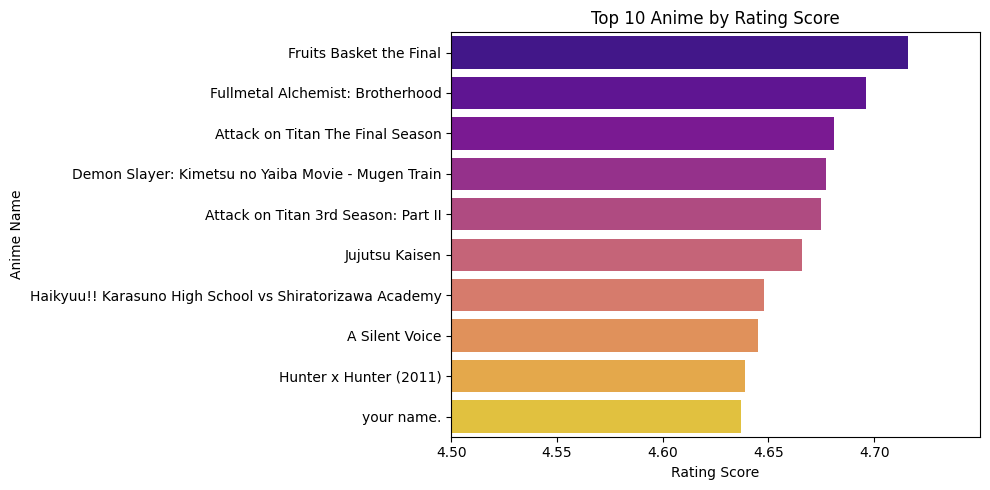 Top 10 Anime by Rating Score
Anime Name
Fruits Basket the Final
Fullmetal Alchemist: Brotherhood
Attack on Titan The Final Season
Demon Slayer: Kimetsu no Yaiba Movie - Mugen Train
Attack on Titan 3rd Season: Part II
Jujutsu Kaisen
Haikyuu!! Karasuno High School vs Shiratorizawa Academy
A Silent Voice
Hunter x Hunter (2011)
your name.
4.50 4.55 4.60 4.65 4.70
Rating Score